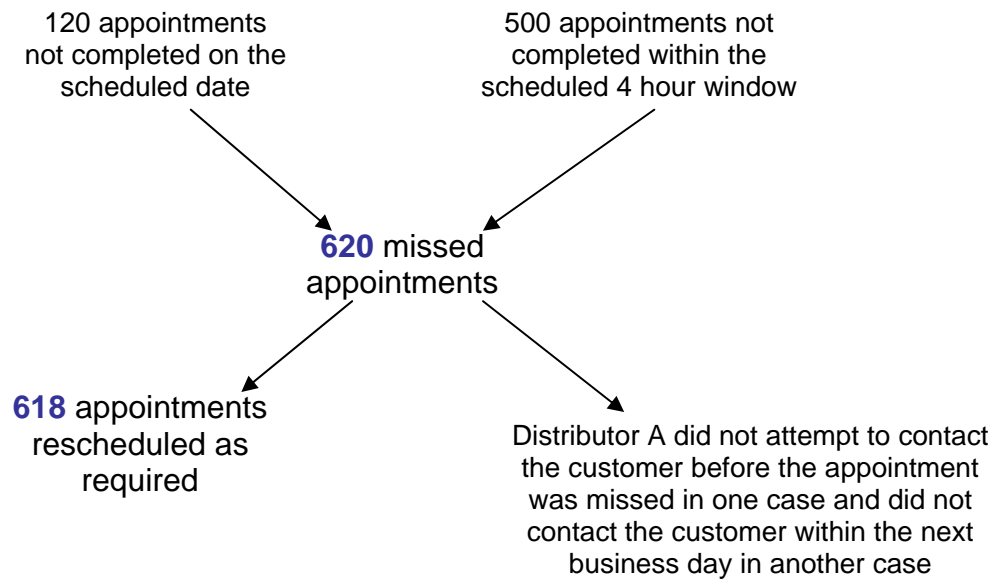 120 appointments
not completed on the
scheduled date
500 appointments not
completed within the
scheduled 4 hour window
620 missed
appointments
618 appointments
rescheduled as
required
Distributor A did not attempt to contact
the customer before the appointment
was missed in one case and did not
contact the customer within the next
business day in another case